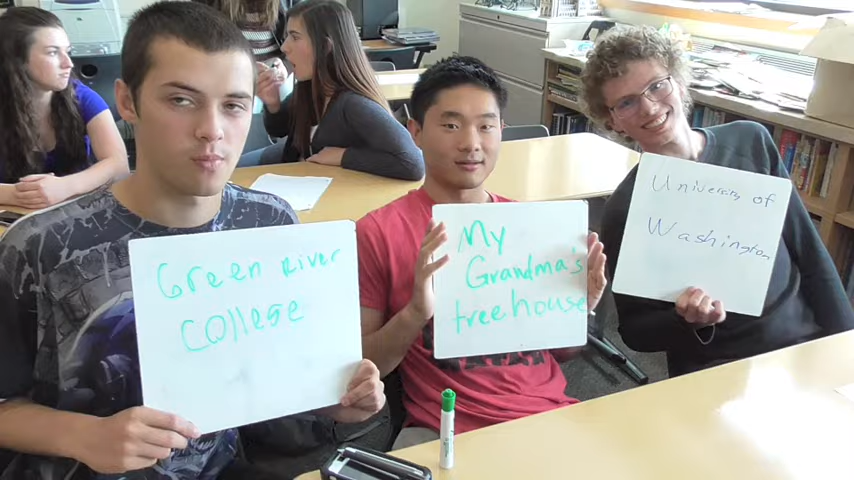 Green River
College
My
Grandma's
treehouse
University of
Washington